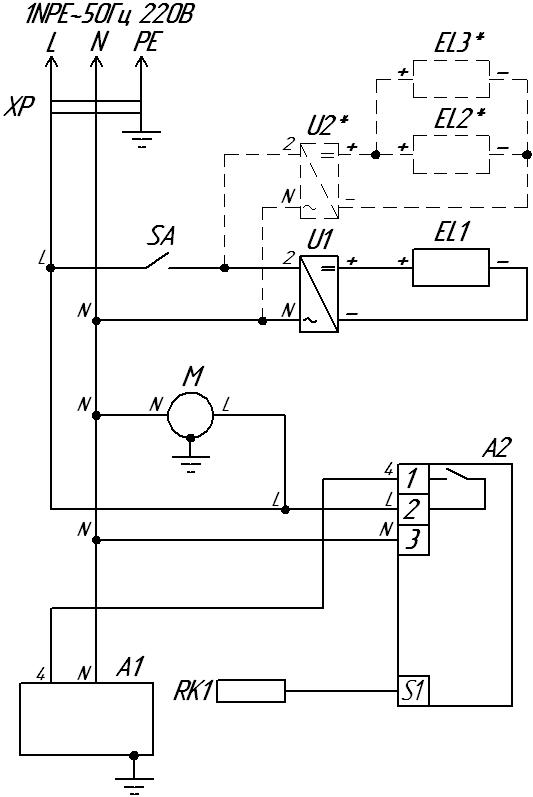 1NPE~50Гц 220В
L N PE
XP
EL3*
+ −
EL2*
U2*
2 + + −
N −
SA
U1
EL1
L 2 + + −
N N −
M
N N L
A2
4 1
L L 2
N N 3
A1
4 N
RK1 S1